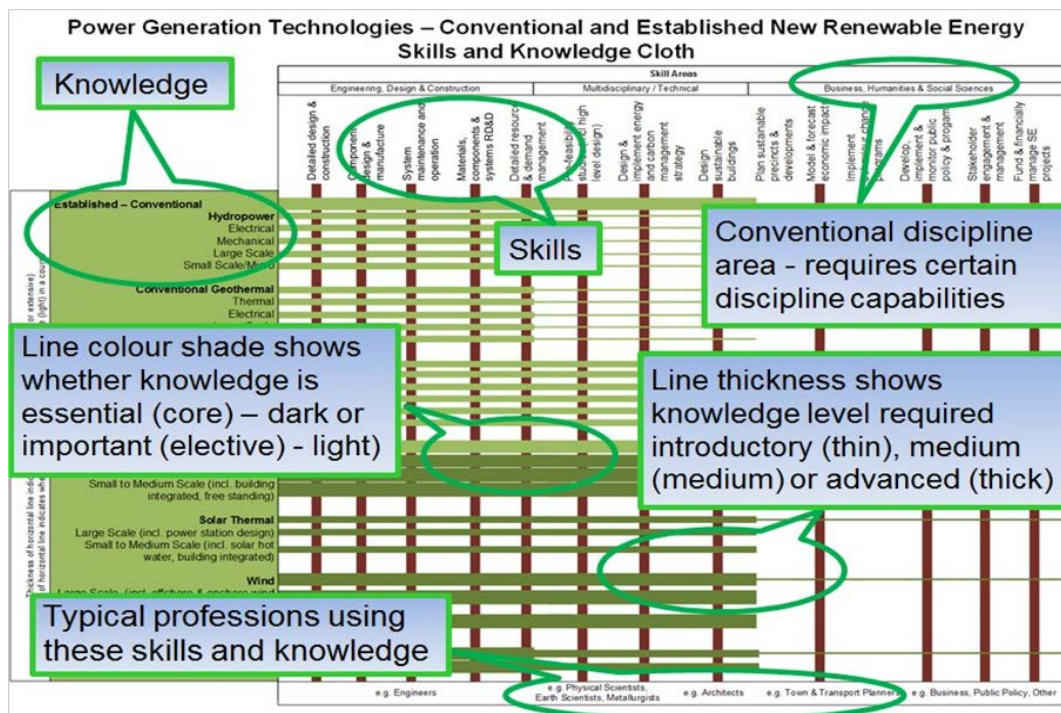 Power Generation Technologies – Conventional and Established New Renewable Energy
Skills and Knowledge Cloth
Knowledge
Skill Areas
Engineering, Design & Construction
Multidisciplinary / Technical
Business, Humanities & Social Sciences
Detailed design &
construction
design &
manufacture
System
maintenance and
operation
Materials,
components &
systems RD&D
Detailed resource
& demand
management
level design)
Design &
implement energy
and carbon
management
strategy
Design
sustainable
buildings
Plan sustainable
precincts &
developments
Model & forecast
economic impacts
Implement
Develop,
implement &
monitor public
policy & program
Stakeholder
engagement &
management
Fund & financially
manage SE
projects
Established – Conventional
Hydropower
Electrical
Mechanical
Large Scale
Small Scale/Micro
Conventional Geothermal
Thermal
Electrical
Skills
Conventional discipline
area - requires certain
discipline capabilities
Line colour shade shows
whether knowledge is
essential (core) – dark or
important (elective) - light)
Line thickness shows
knowledge level required
introductory (thin), medium
(medium) or advanced (thick)
Small to Medium Scale (incl. building
integrated, free standing)
Solar Thermal
Large Scale (incl. power station design)
Small to Medium Scale (incl. solar hot
water, building integrated)
Wind
Typical professions using
these skills and knowledge
e.g. Engineers
e.g. Physical Scientists,
Earth Scientists, Metallurgists
e.g. Architects
e.g. Town & Transport Planners
e.g. Business, Public Policy, Other